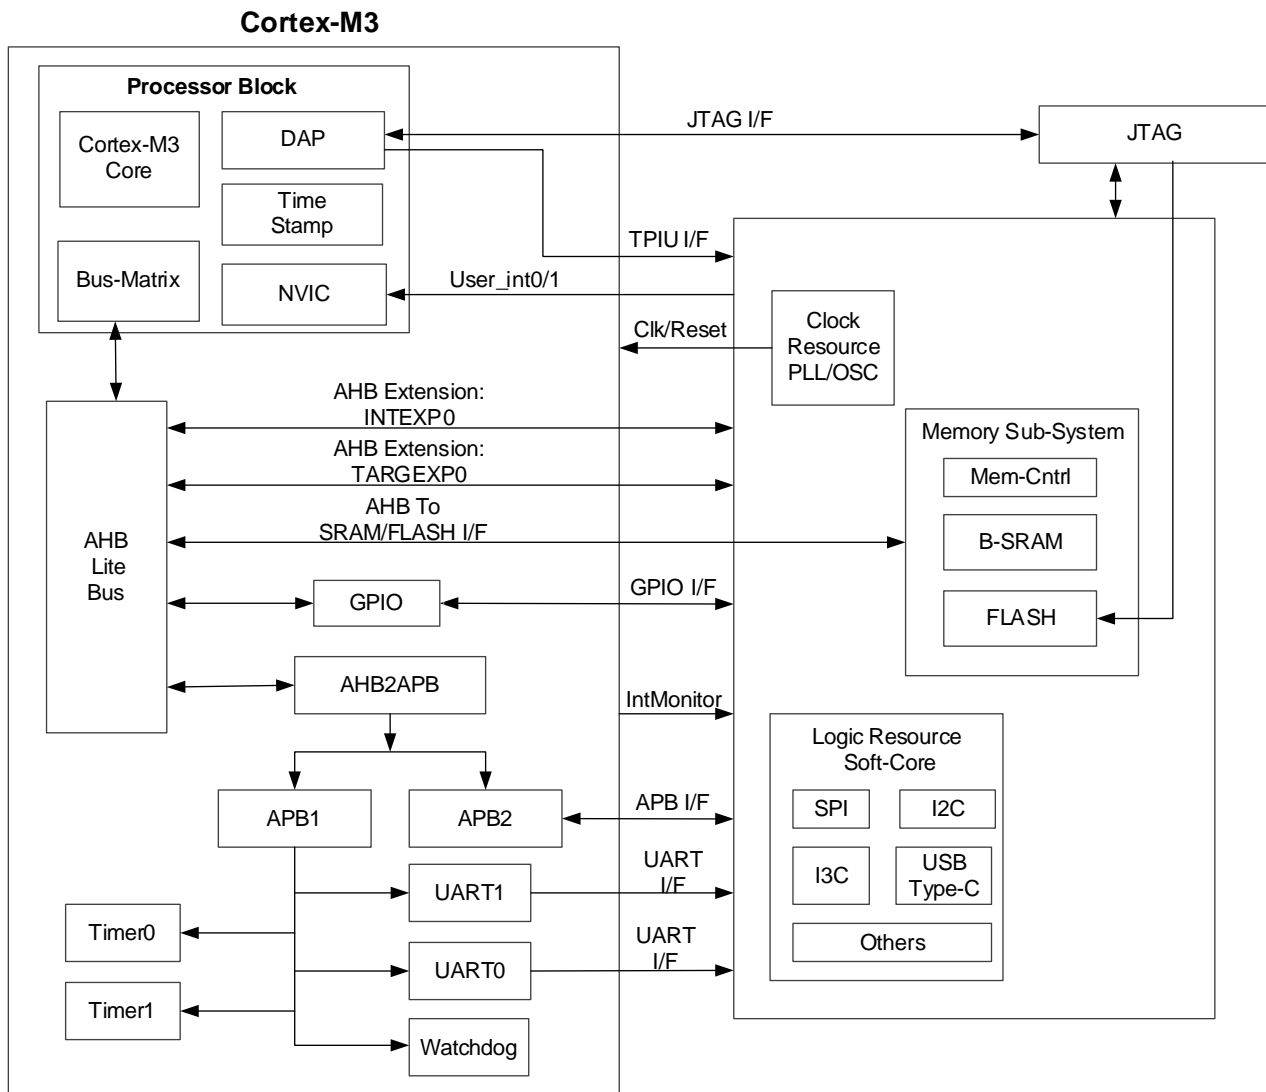 Cortex-M3
Processor Block
Cortex-M3
Core
DAP
Time
Stamp
Bus-Matrix
NVIC
JTAG I/F
JTAG
TPIU I/F
User_int0/1
Clk/Reset
Clock
Resource
PLL/OSC
AHB Extension:
INTEXP0
AHB Extension:
TARGEXP0
AHB To
SRAM/FLASH I/F
AHB
Lite
Bus
Memory Sub-System
Mem-Cntrl
B-SRAM
FLASH
GPIO
GPIO I/F
AHB2APB
IntMonitor
APB1
APB2
APB I/F
UART1
UART
I/F
UART0
UART
I/F
Timer0
Timer1
Watchdog
Logic Resource
Soft-Core
SPI
I2C
I3C
USB
Type-C
Others